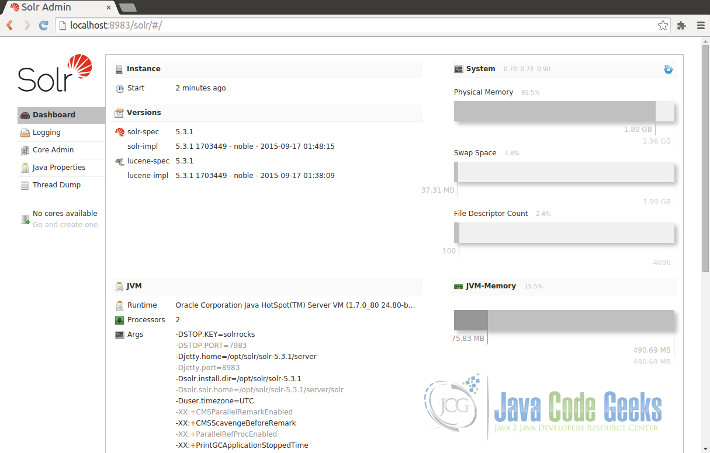 Solr Admin
localhost:8983/solr/#/
Solr
Dashboard
Logging
Core Admin
Java Properties
Thread Dump
No cores available
Go and create one
Instance
Start 2 minutes ago
Versions
solr-spec 5.3.1
solr-impl 5.3.1 1703449 - noble - 2015-09-17 01:48:15
lucene-spec 5.3.1
lucene-impl 5.3.1 1703449 - noble - 2015-09-17 01:38:09
JVM
Runtime Oracle Corporation Java HotSpot(TM) Server VM (1.7.0_80 24.80-b...
Processors 2
Args
-DSTOP.KEY=solrrocks
-DSTOP.PORT=7983
-Djetty.home=/opt/solr/solr-5.3.1/server
-Djetty.port=8983
-Dsolr.install.dir=/opt/solr/solr-5.3.1
-Dsolr.solr.home=/opt/solr/solr-5.3.1/server/solr
-Duser.timezone=UTC
-XX:+CMSParallelRemarkEnabled
-XX:+CMSScavengeBeforeRemark
-XX:+ParallelRefProcEnabled
-XX:+PrintGCApplicationStoppedTime
System 0.70 0.73 0.90
Physical Memory 91.5%
1.80 GB
1.96 GB
Swap Space 1.8%
37.31 MB
1.99 GB
File Descriptor Count 2.4%
100
4096
JVM-Memory 15.5%
75.83 MB
490.69 MB
490.69 MB
JCG
Java Code Geeks
Java 2 Java Developers Resource Center